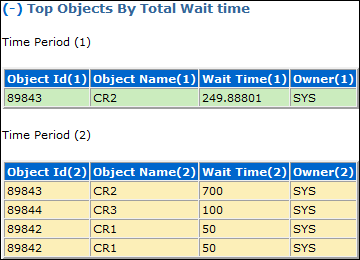 (-) Top Objects By Total Wait time
Time Period (1)
Object Id(1) Object Name(1) Wait Time(1) Owner(1)
89843 CR2 249.88801 SYS
Time Period (2)
Object Id(2) Object Name(2) Wait Time(2) Owner(2)
89843 CR2 700 SYS
89844 CR3 100 SYS
89842 CR1 50 SYS
89842 CR1 50 SYS